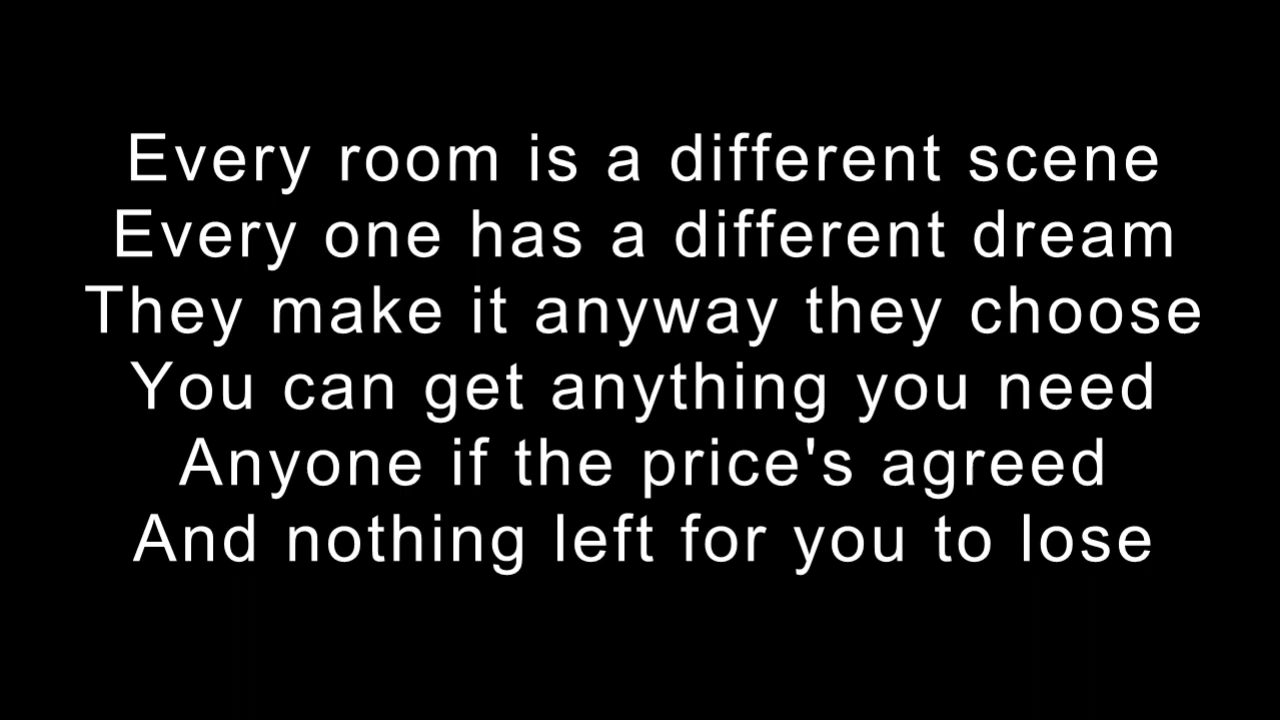 Every room is a different scene
Every one has a different dream
They make it anyway they choose
You can get anything you need
Anyone if the price's agreed
And nothing left for you to lose